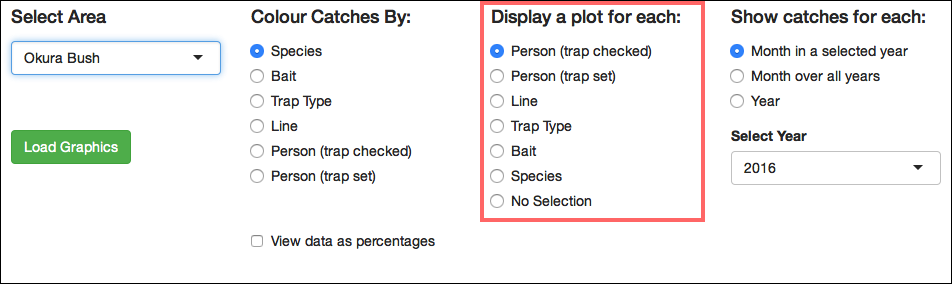 Select Area
Okura Bush
Load Graphics
Colour Catches By:
Species
Bait
Trap Type
Line
Person (trap checked)
Person (trap set)
View data as percentages
Display a plot for each:
Person (trap checked)
Person (trap set)
Line
Trap Type
Bait
Species
No Selection
Show catches for each:
Month in a selected year
Month over all years
Year
Select Year
2016